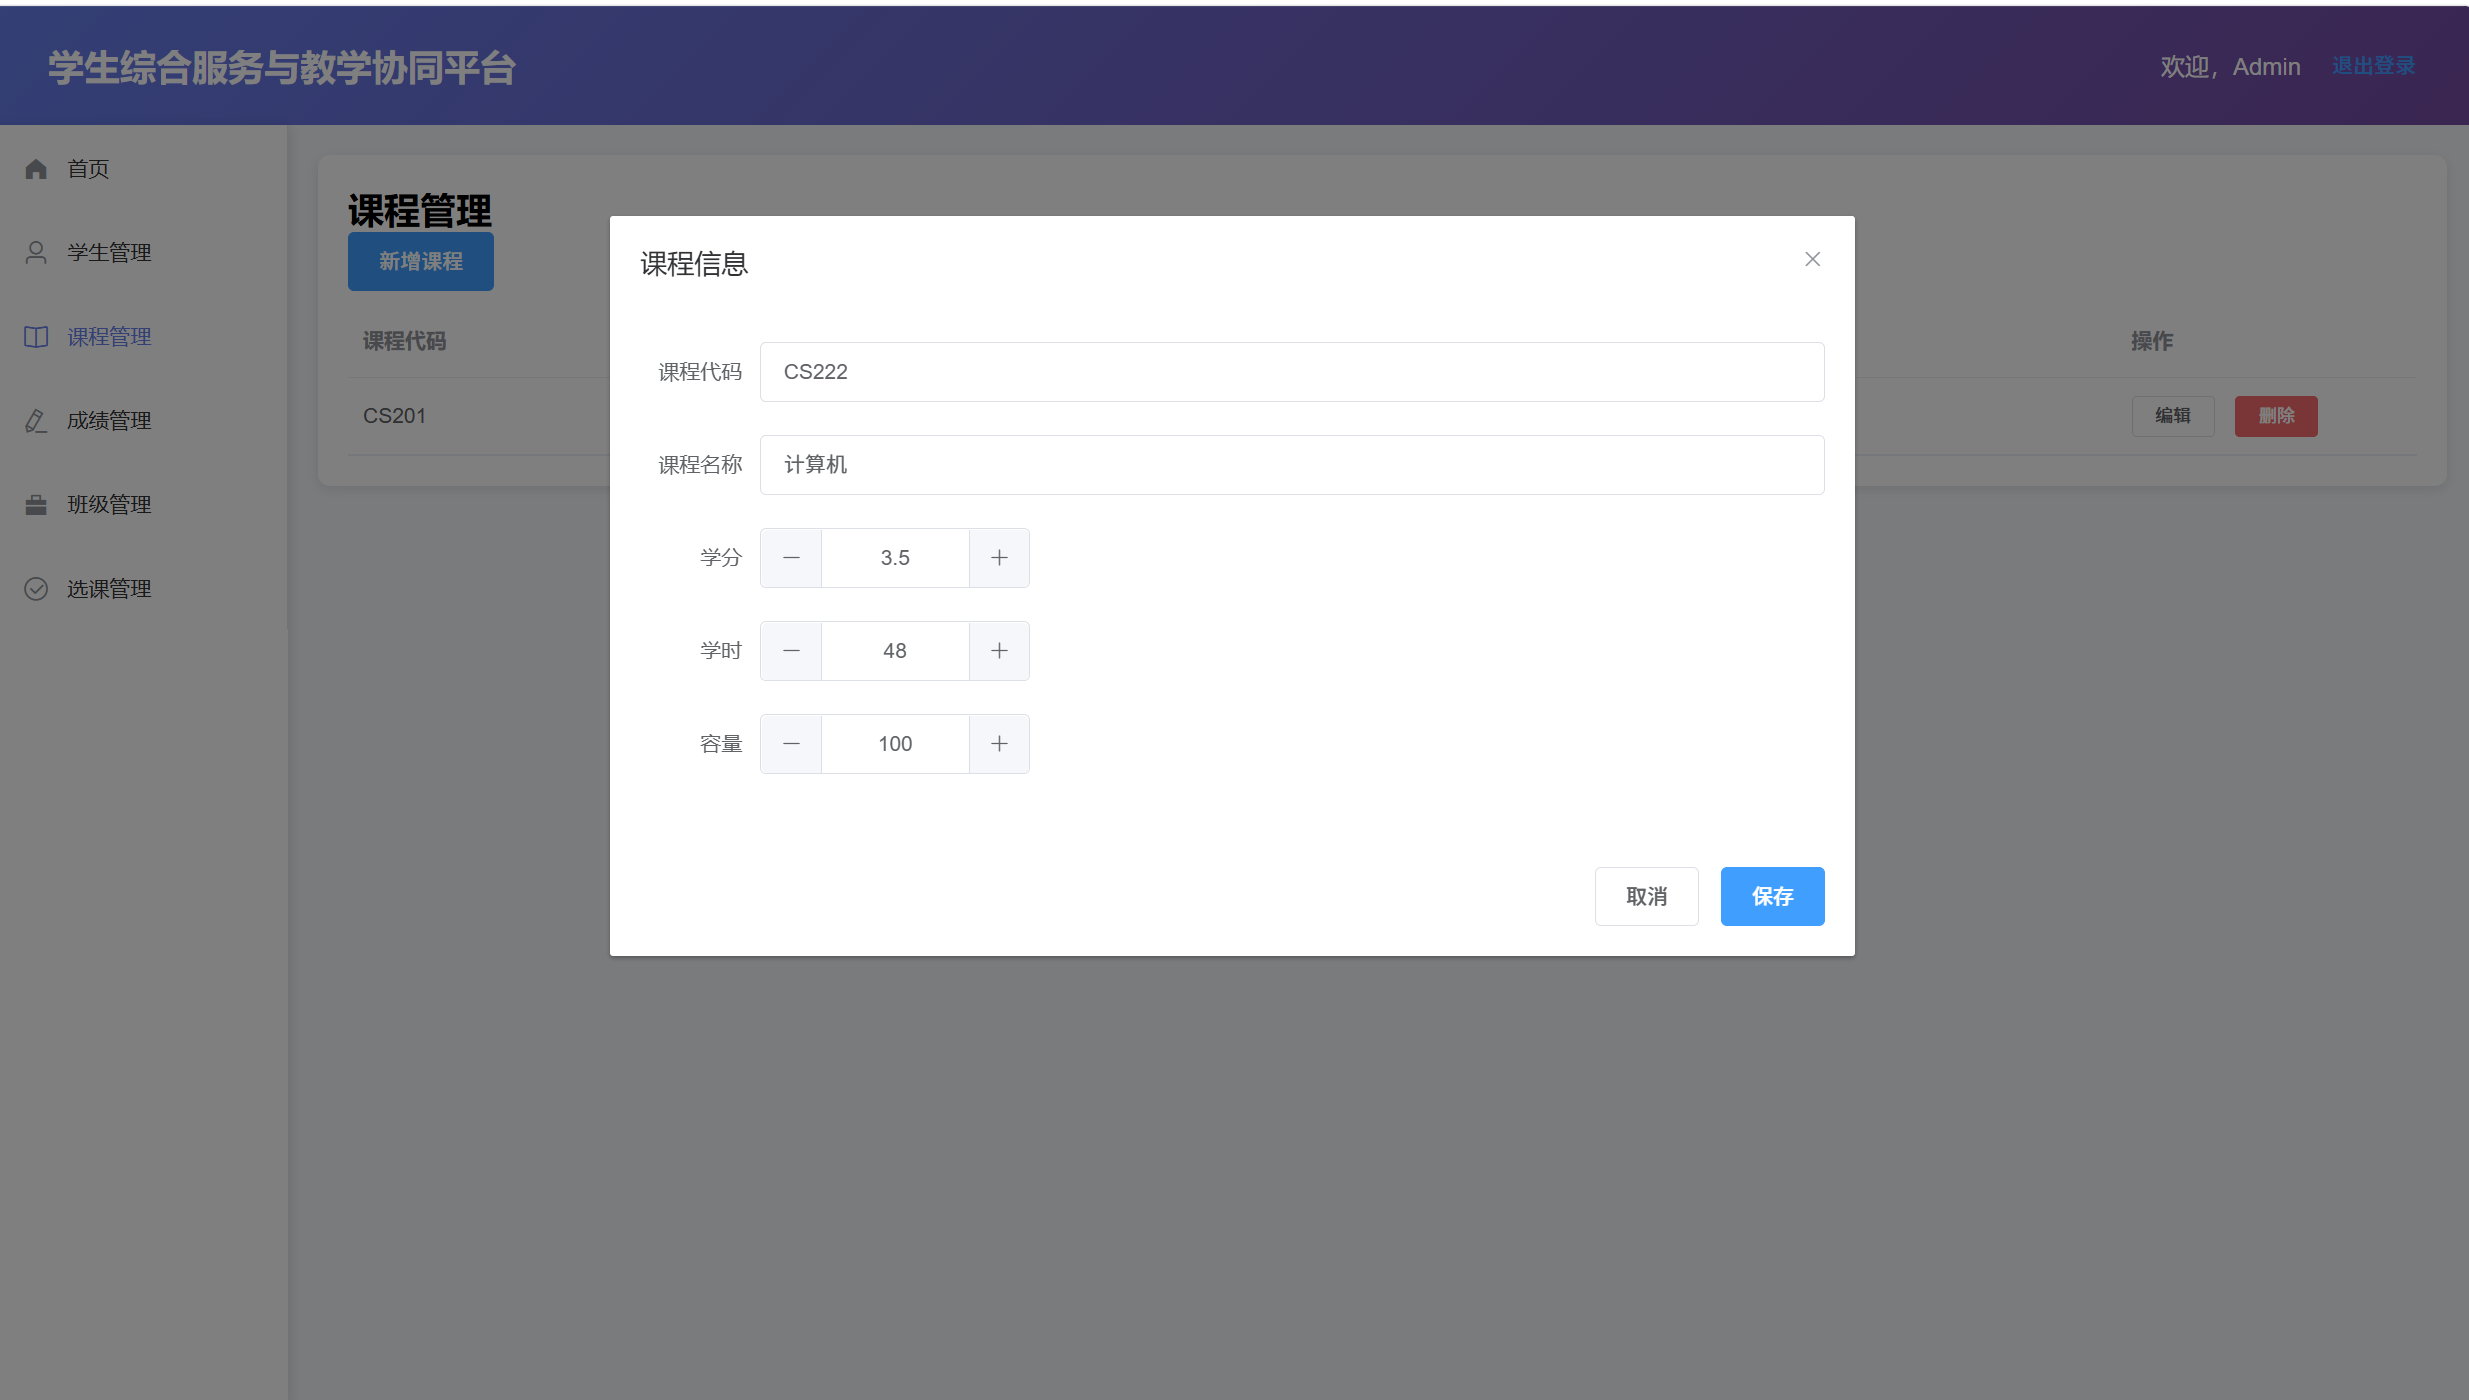 学生综合服务与教学协同平台
欢迎，Admin 退出登录
首页
学生管理
课程管理
成绩管理
班级管理
选课管理
课程管理
新增课程
课程代码 操作
CS201 编辑 删除
课程信息
课程代码 CS222
课程名称 计算机
学分 3.5
学时 48
容量 100
取消 保存